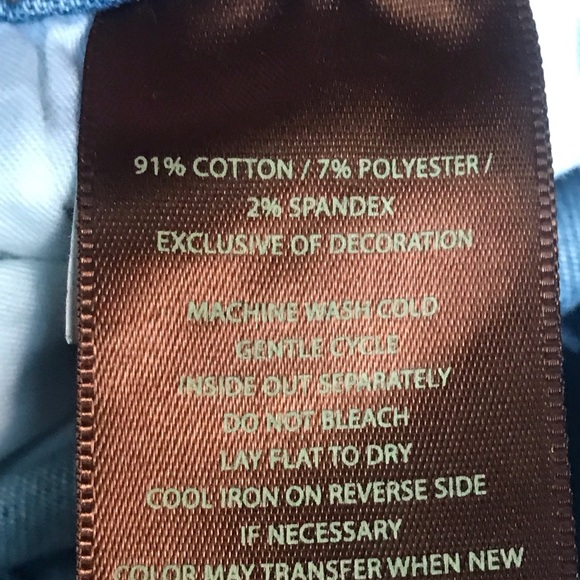 91% COTTON / 7% POLYESTER /
2% SPANDEX
EXCLUSIVE OF DECORATION
MACHINE WASH COLD
GENTLE CYCLE
INSIDE OUT SEPARATELY
DO NOT BLEACH
LAY FLAT TO DRY
COOL IRON ON REVERSE SIDE
IF NECESSARY
COLOR MAY TRANSFER WHEN NEW